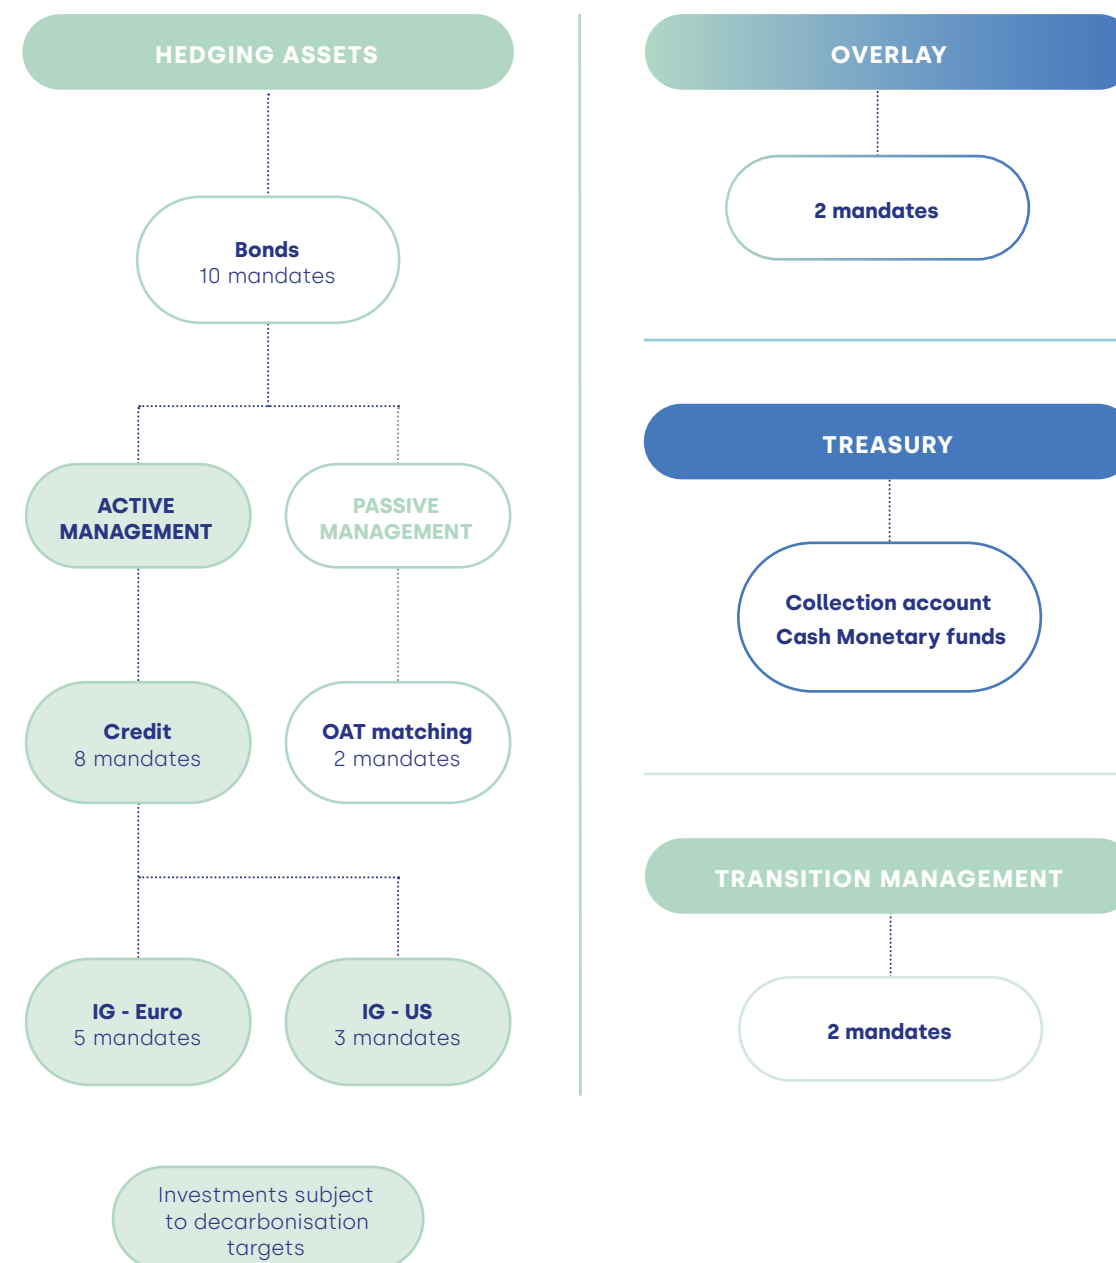 HEDGING ASSETS
Bonds
10 mandates
ACTIVE
MANAGEMENT
PASSIVE
MANAGEMENT
Credit
8 mandates
OAT matching
2 mandates
IG - Euro
5 mandates
IG - US
3 mandates
Investments subject
to decarbonisation
targets
OVERLAY
2 mandates
TREASURY
Collection account
Cash Monetary funds
TRANSITION MANAGEMENT
2 mandates